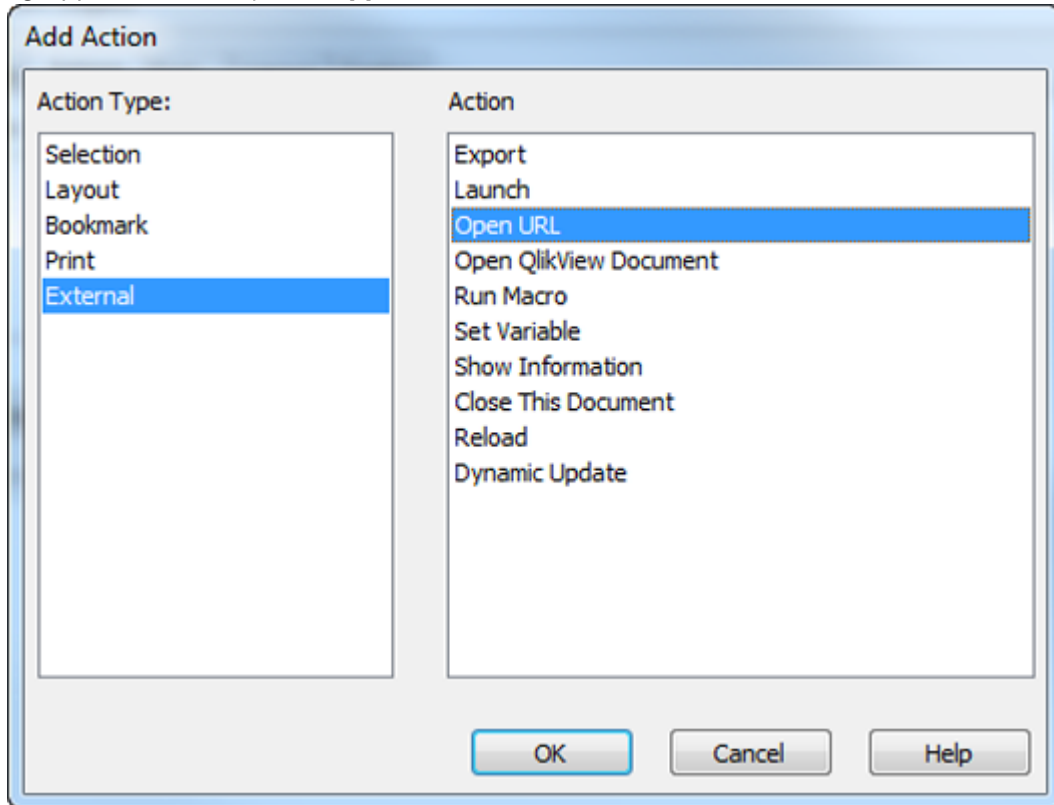 Add Action
Action Type:
Selection
Layout
Bookmark
Print
External
Action
Export
Launch
Open URL
Open QlikView Document
Run Macro
Set Variable
Show Information
Close This Document
Reload
Dynamic Update
OK
Cancel
Help